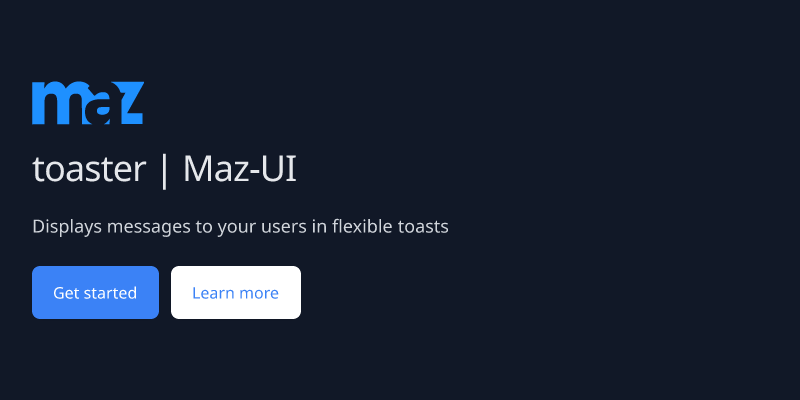 maz
toaster | Maz-UI
Displays messages to your users in flexible toasts
Get started
Learn more